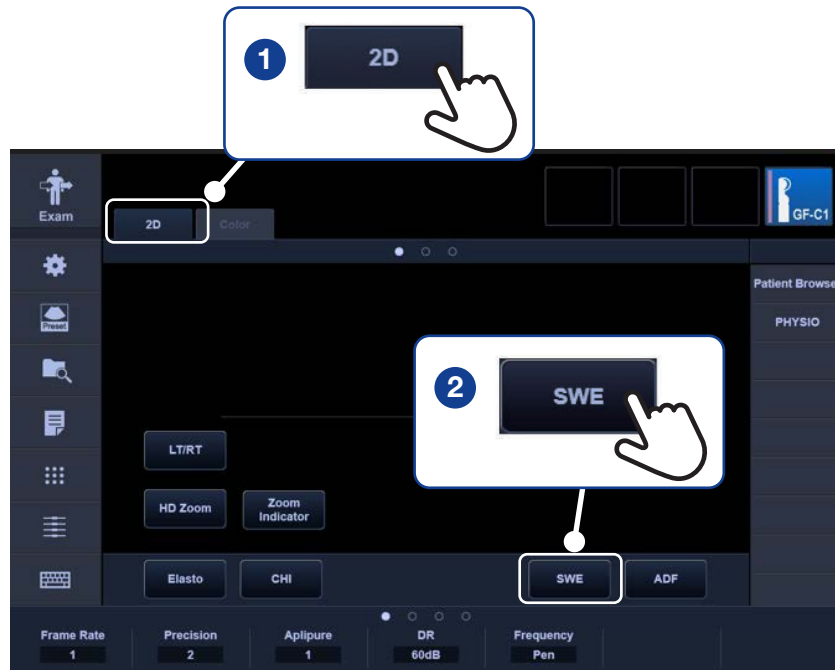 1
2D
Exam
2D
Color
GF-C1
Patient Browse
Preset
PHYSIO
2
SWE
LT/RT
HD Zoom
Zoom
Indicator
Elasto
CHI
SWE
ADF
Frame Rate
Precision
Aplipure
DR
Frequency
1
2
1
60dB
Pen